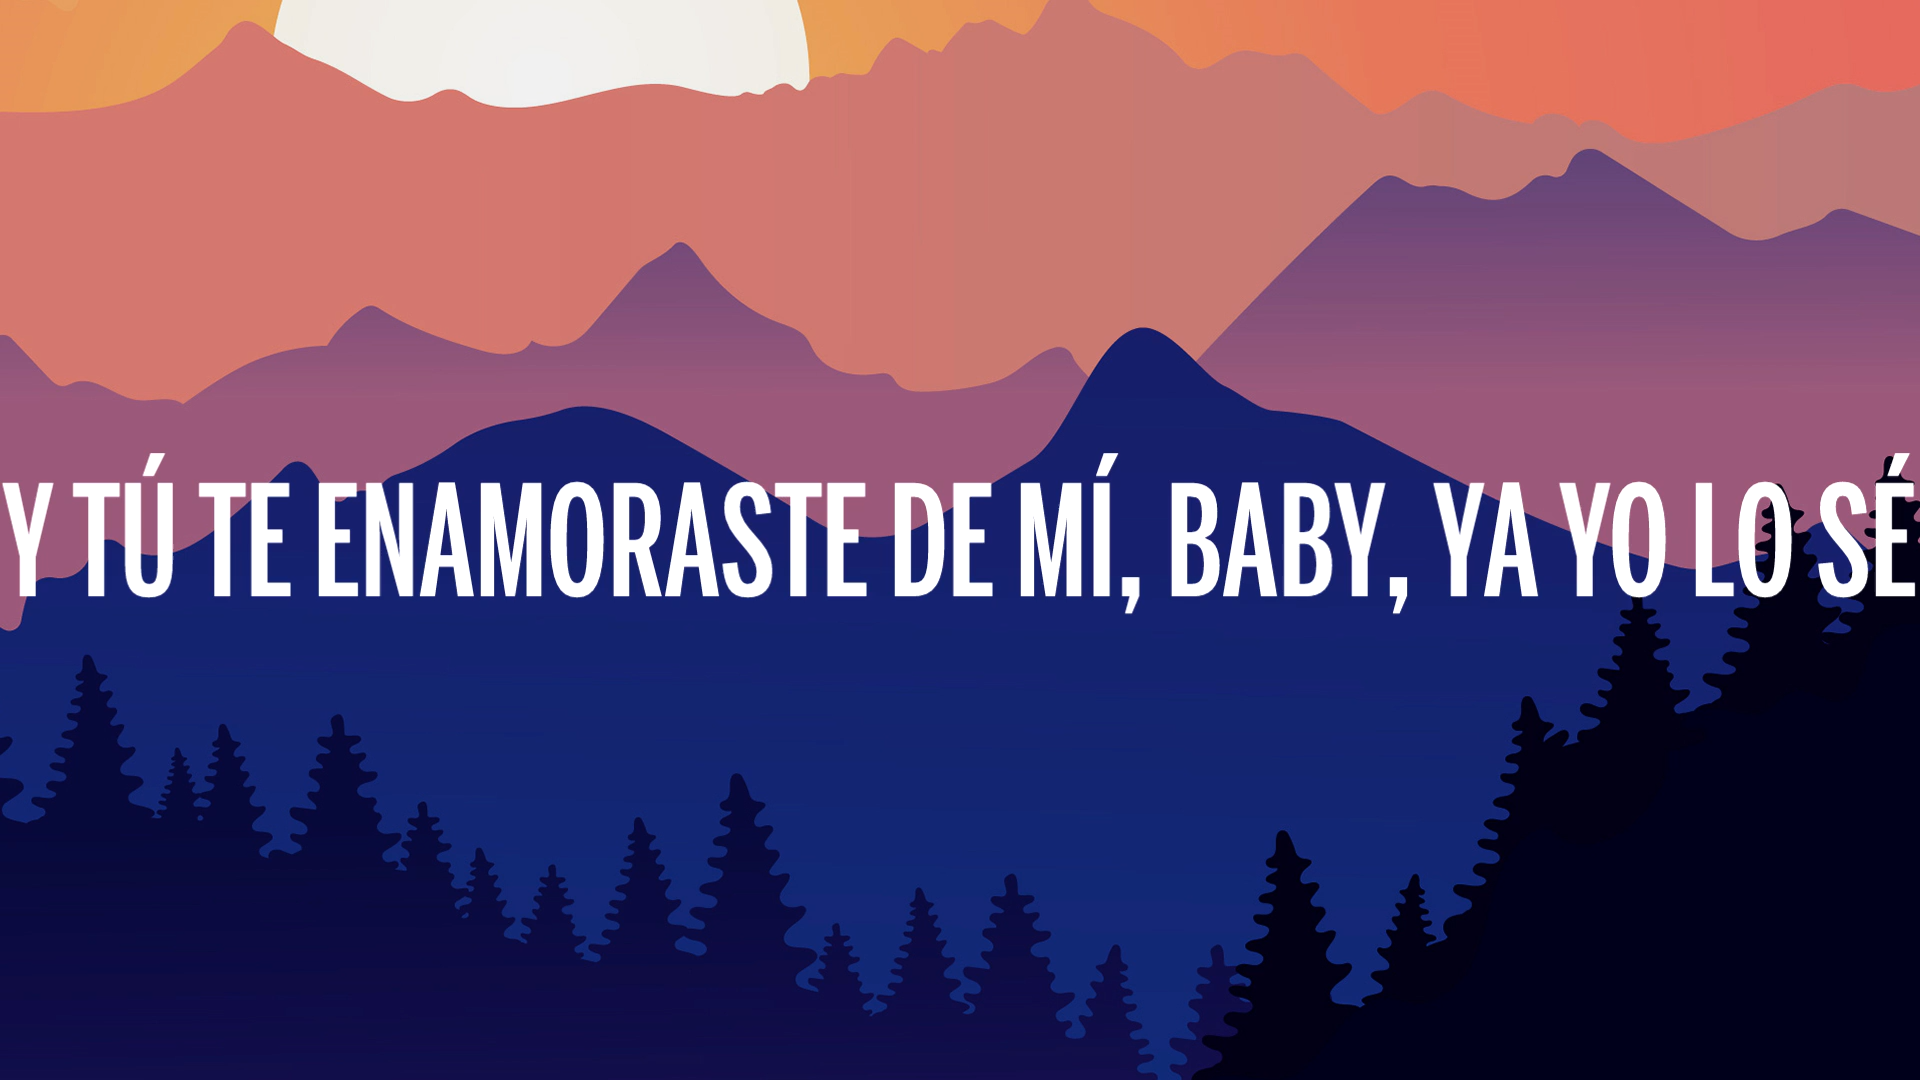 Y TÚ TE ENAMORASTE DE MÍ, BABY, YA YO LO SÉ